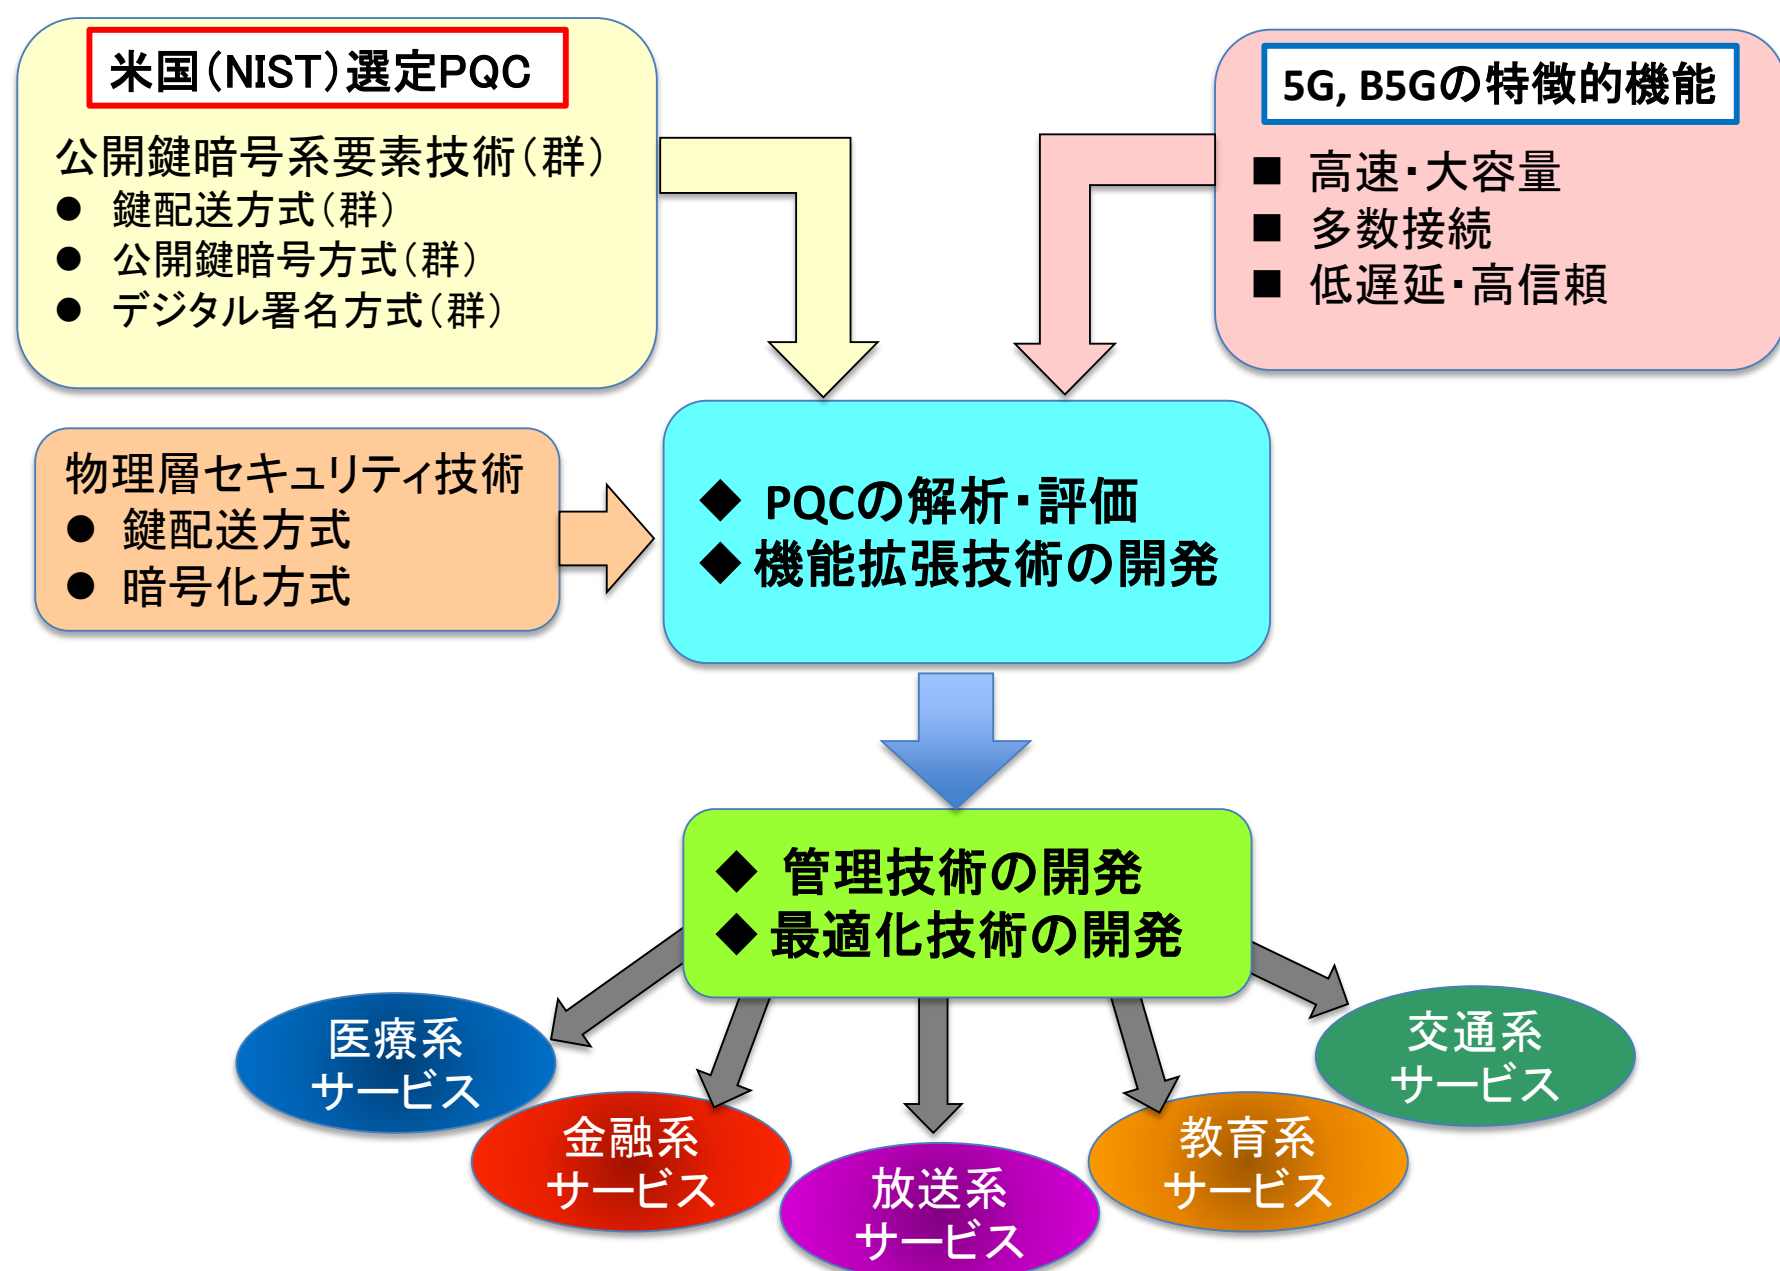 米国(NIST)選定PQC
公開鍵暗号系要素技術(群)
● 鍵配送方式(群)
● 公開鍵暗号方式(群)
● デジタル署名方式(群)
5G, B5Gの特徴的機能
■ 高速・大容量
■ 多数接続
■ 低遅延・高信頼
物理層セキュリティ技術
● 鍵配送方式
● 暗号化方式
◆ PQCの解析・評価
◆ 機能拡張技術の開発
◆ 管理技術の開発
◆ 最適化技術の開発
医療系
サービス
金融系
サービス
放送系
サービス
教育系
サービス
交通系
サービス